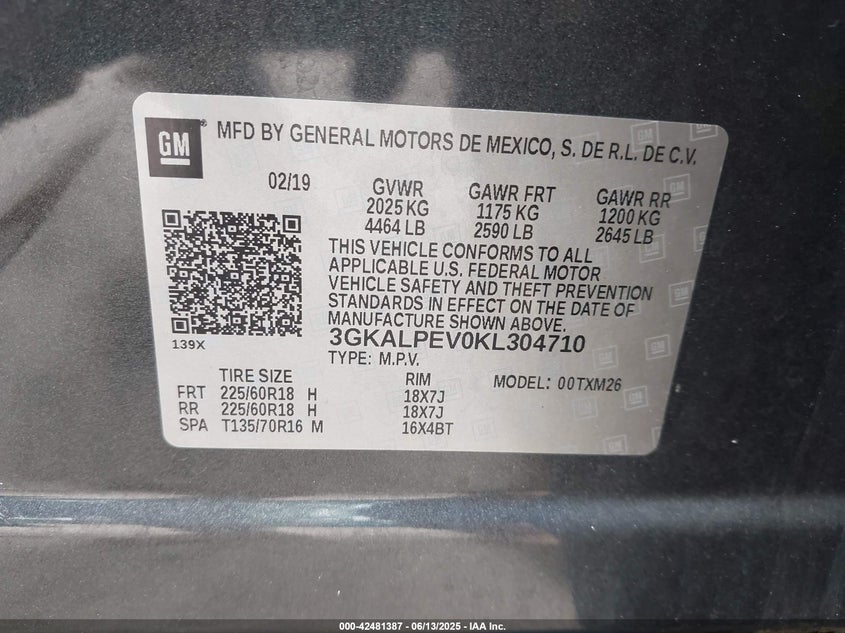 GM
MFD BY GENERAL MOTORS DE MEXICO, S. DE R.L. DE C.V.
02/19
GVWR GAWR FRT GAWR RR
2025 KG 1175 KG 1200 KG
4464 LB 2590 LB 2645 LB
THIS VEHICLE CONFORMS TO ALL
APPLICABLE U.S. FEDERAL MOTOR
VEHICLE SAFETY AND THEFT PREVENTION
STANDARDS IN EFFECT ON THE DATE OF
MANUFACTURE SHOWN ABOVE.
139X
3GKALPEV0KL304710
TYPE: M.P.V.
TIRE SIZE RIM MODEL: 00TXM26
FRT 225/60R18 H 18X7J
RR 225/60R18 H 18X7J
SPA T135/70R16 M 16X4BT
000-42481387 - 06/13/2025 - IAA Inc.